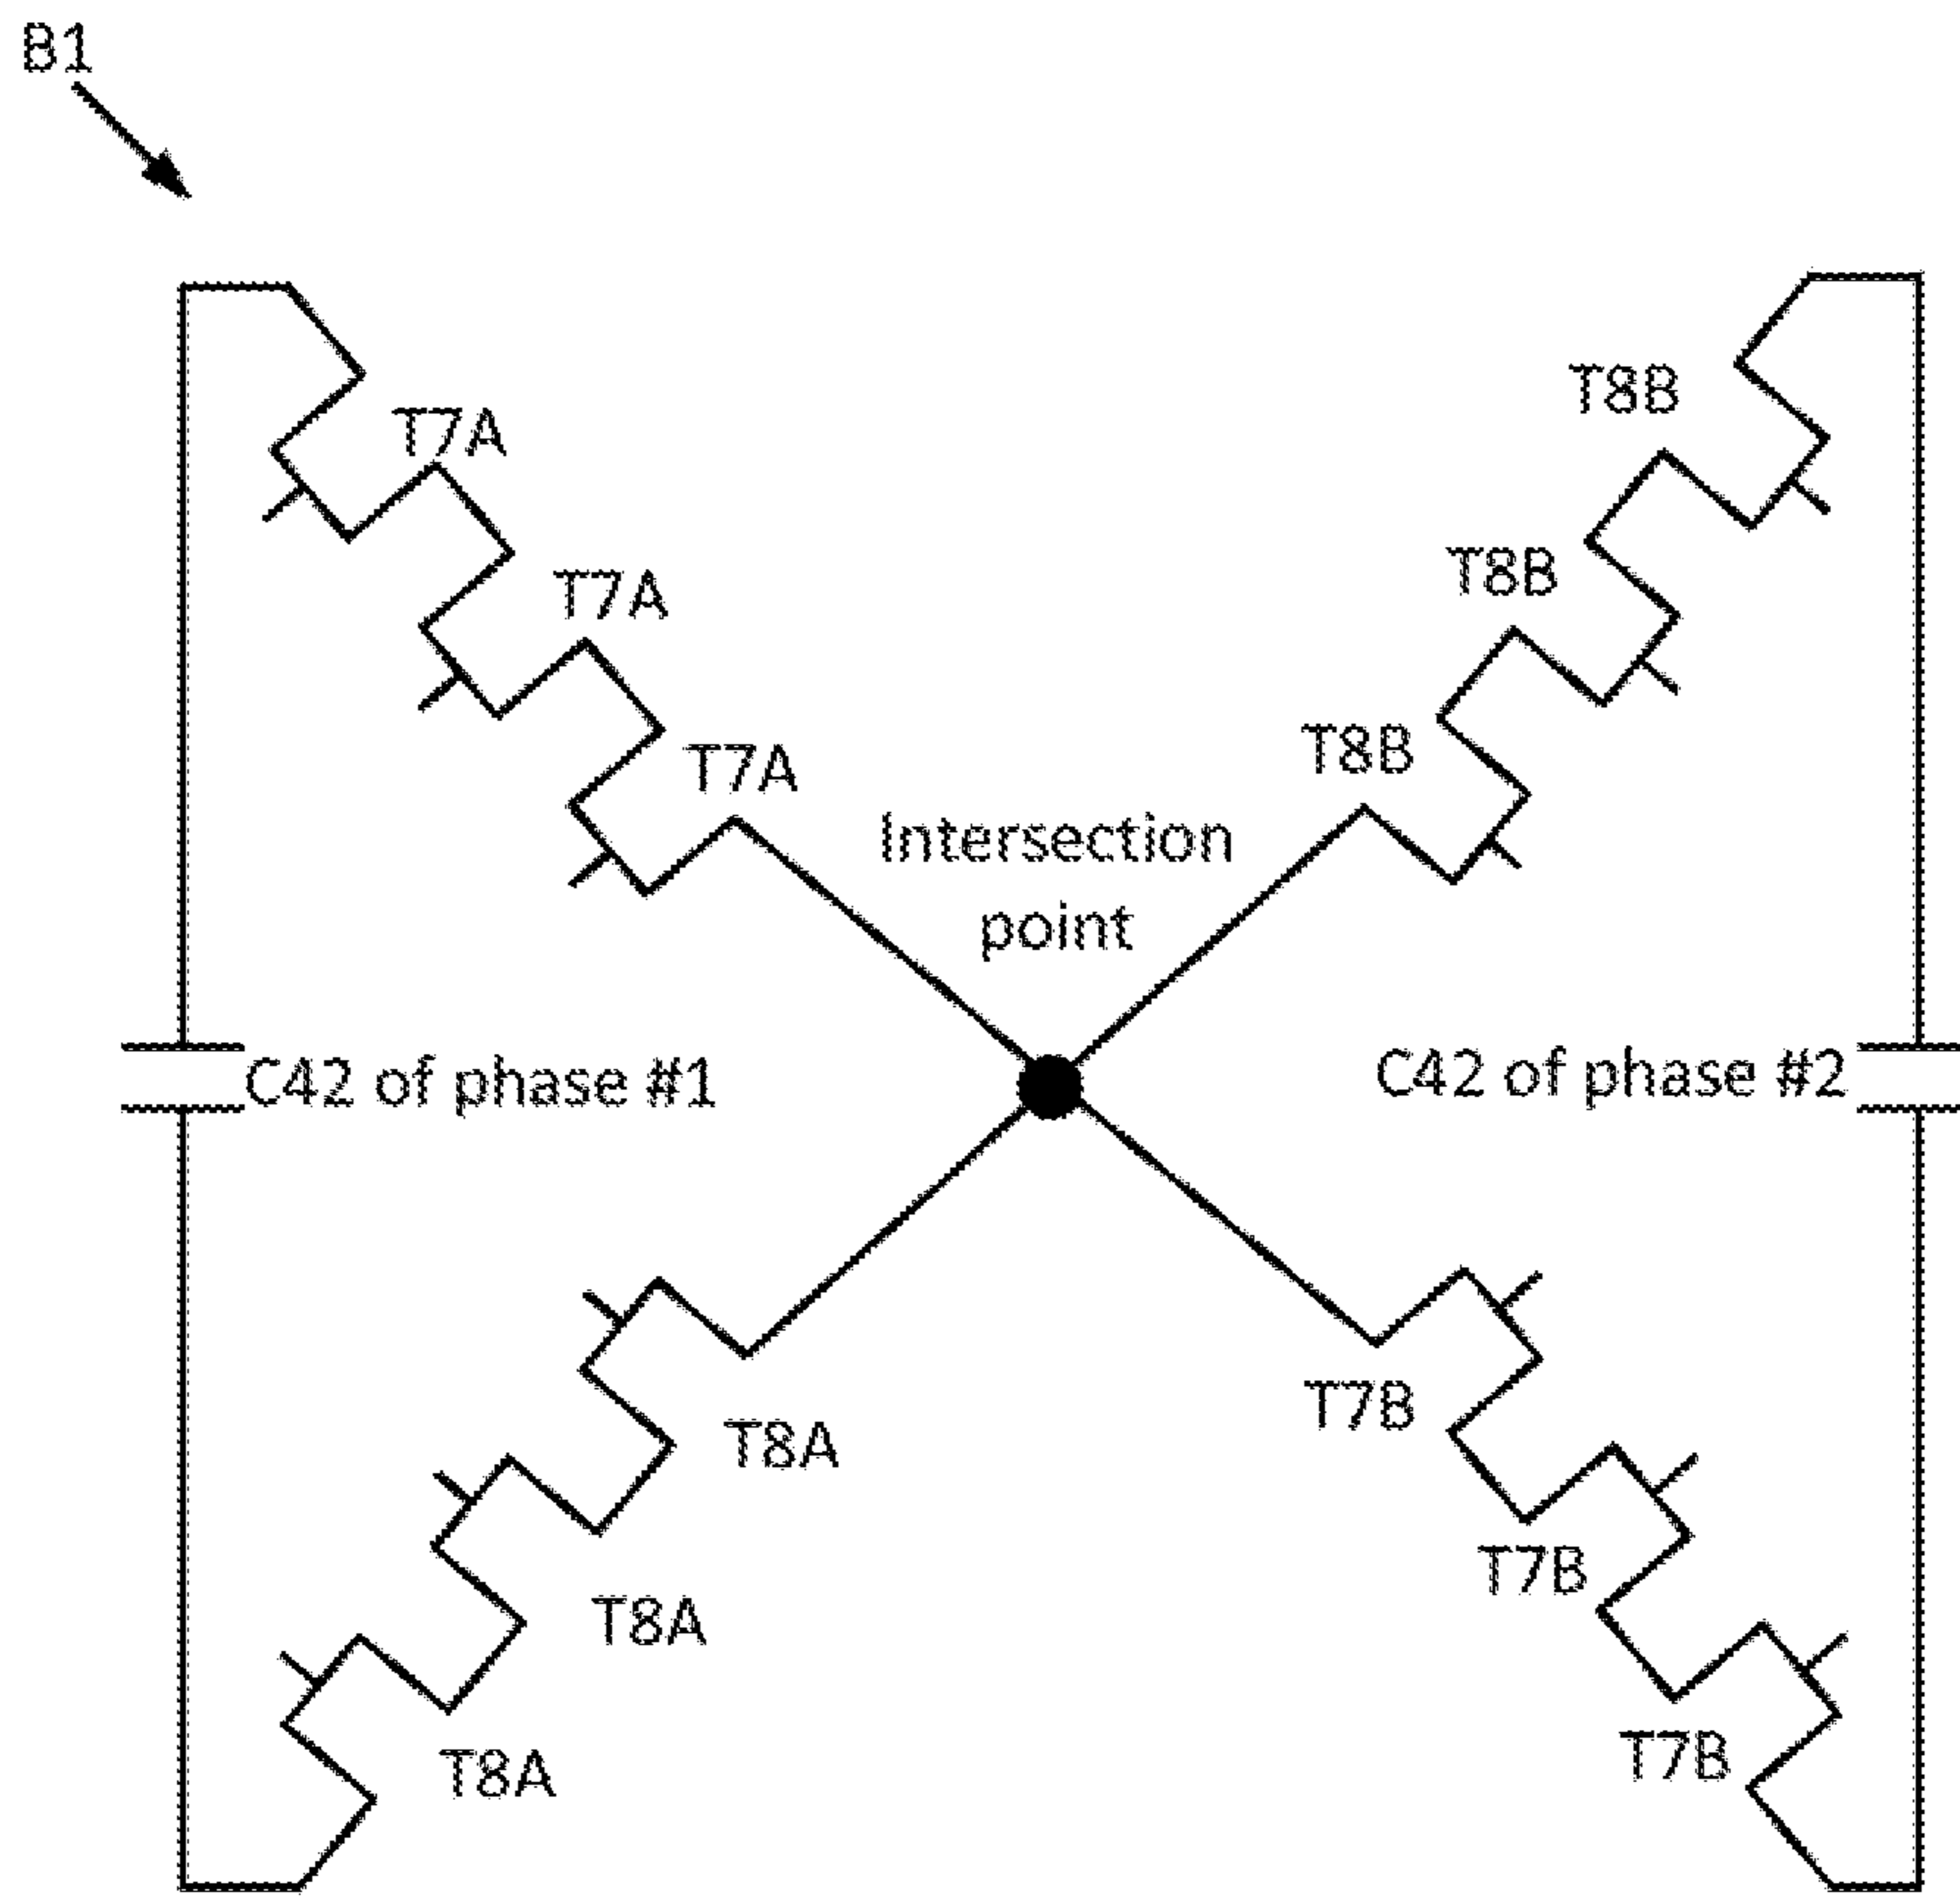 B1
T8B
T7A
T8B
T7A
T8B
T7A
Intersection
point
C42 of phase #1
C42 of phase #2
T7B
T8A
T7B
T8A
T7B
T8A